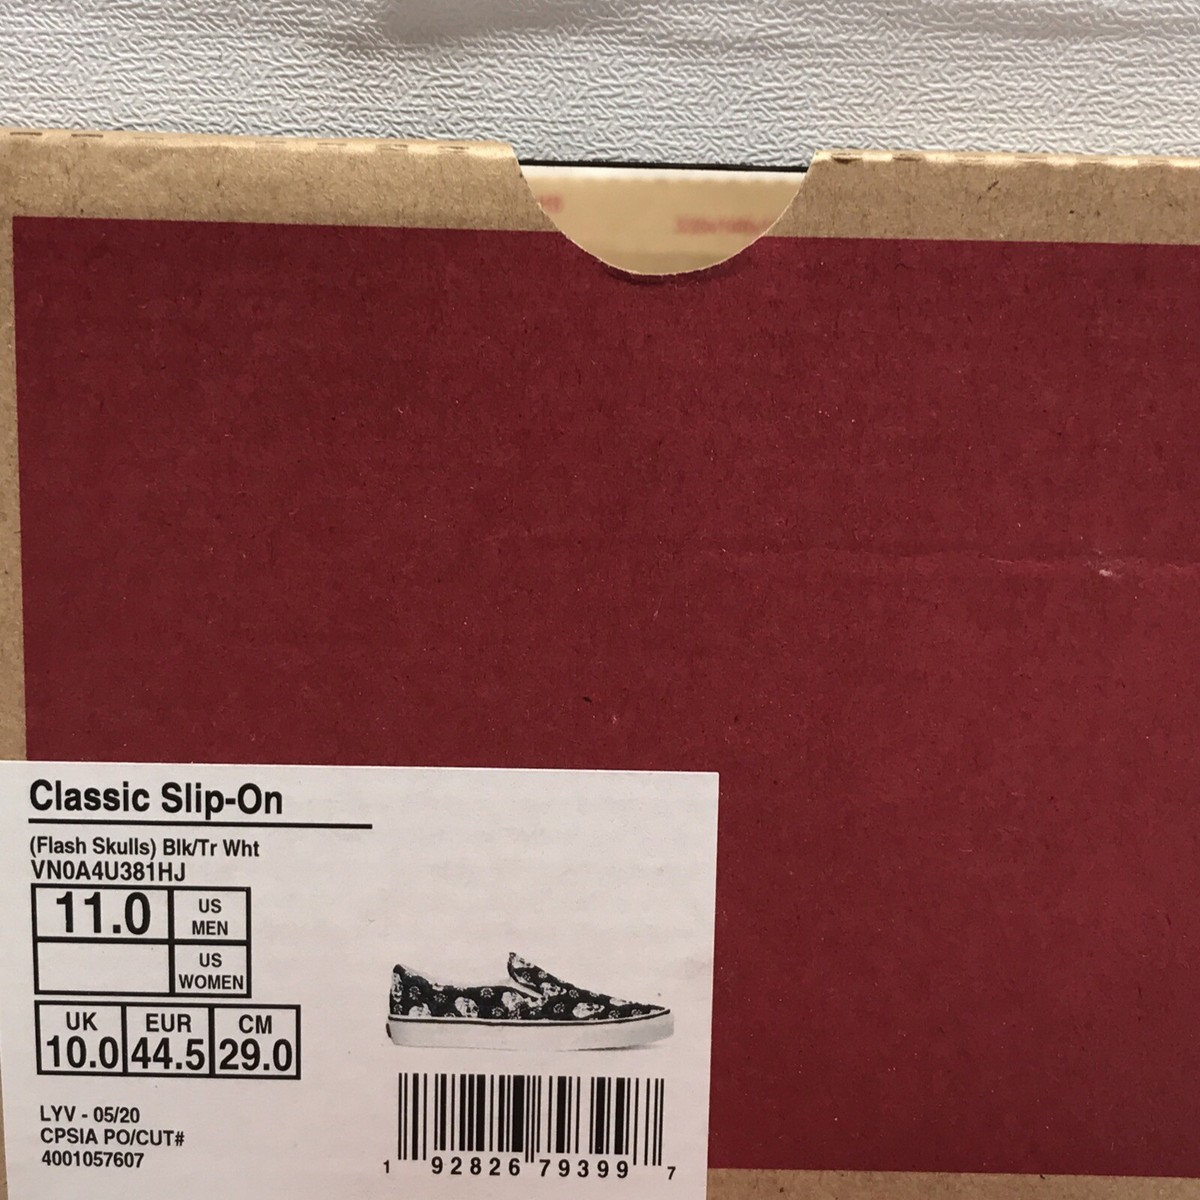 Classic Slip-On
(Flash Skulls) Blk/Tr Wht
VN0A4U381HJ
11.0 US MEN
US WOMEN
UK EUR CM
10.0 44.5 29.0
LYV - 05/20
CPSIA PO/CUT#
4001057607
1 92826 79399 7